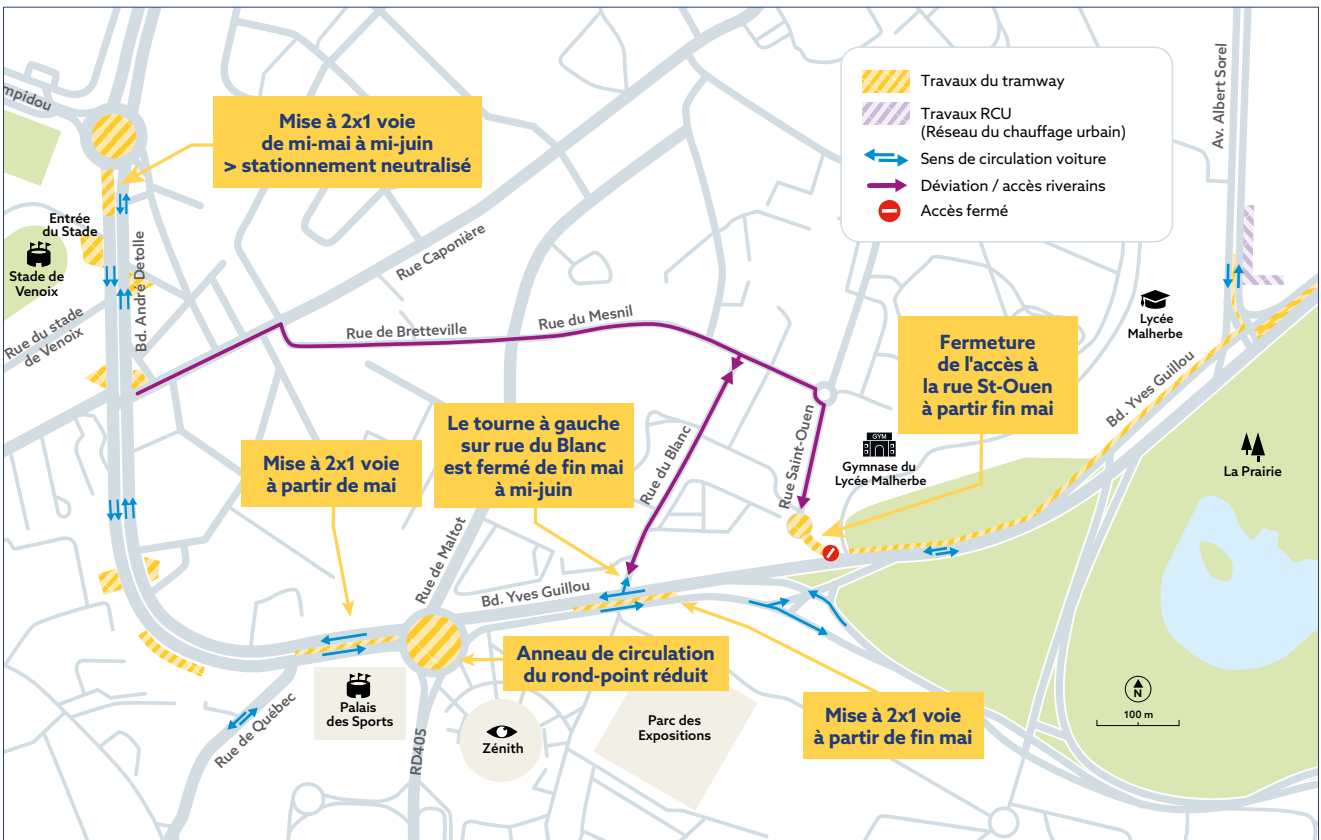 mpidou
Mise à 2x1 voie
de mi-mai à mi-juin
> stationnement neutralisé
Travaux du tramway
Travaux RCU
(Réseau du chauffage urbain)
Sens de circulation voiture
Déviation / accès riverains
Accès fermé
Av. Albert Sorel
Entrée
du Stade
Stade de
Venoix
Rue du stade
de Venoix
Bd. André Detolle
Rue Caponière
Rue de Bretteville
Rue du Mesnil
Lycée
Malherbe
Fermeture
de l'accès à
la rue St-Ouen
à partir fin mai
Bd. Yves Guillou
Le tourne à gauche
sur rue du Blanc
est fermé de fin mai
à mi-juin
Rue du Blanc
Rue Saint-Ouen
GYM
Gymnase du
Lycée Malherbe
La Prairie
Mise à 2x1 voie
à partir de mai
Rue de Maltot
Bd. Yves Guillou
Anneau de circulation
du rond-point réduit
Palais
des Sports
Rue de Québec
RD405
Zénith
Parc des
Expositions
Mise à 2x1 voie
à partir de fin mai
N
100 m